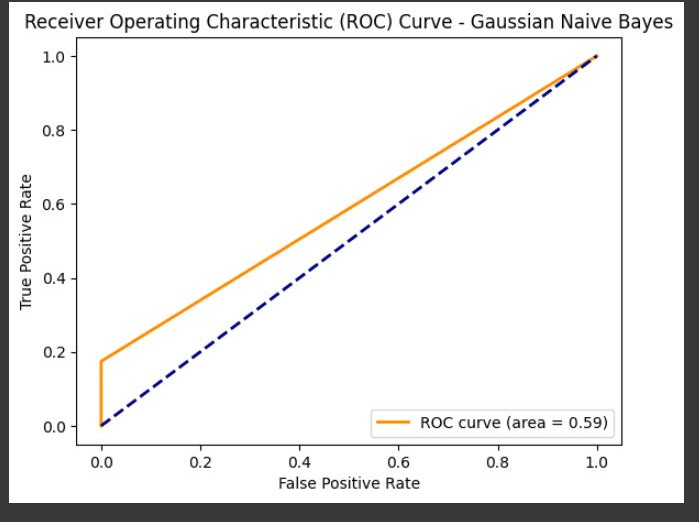 Receiver Operating Characteristic (ROC) Curve - Gaussian Naive Bayes
1.0
0.8
0.6
0.4
0.2
0.0
True Positive Rate
ROC curve (area = 0.59)
0.0 0.2 0.4 0.6 0.8 1.0
False Positive Rate